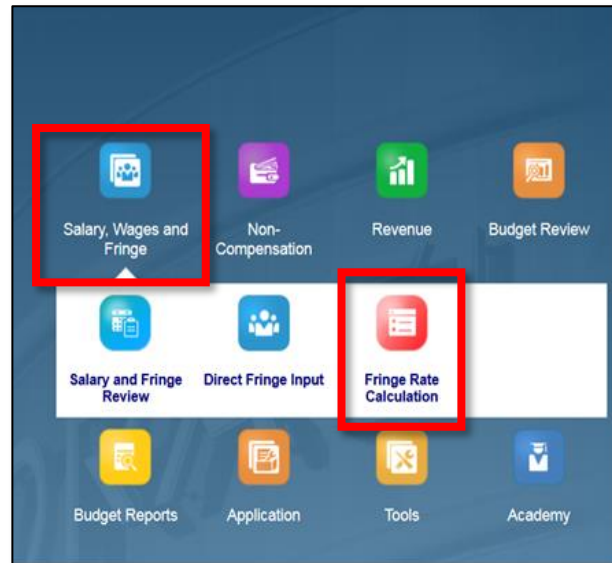 Salary, Wages and
Fringe
Non-
Compensation
Revenue
Budget Review
Salary and Fringe
Review
Direct Fringe Input
Fringe Rate
Calculation
Budget Reports
Application
Tools
Academy